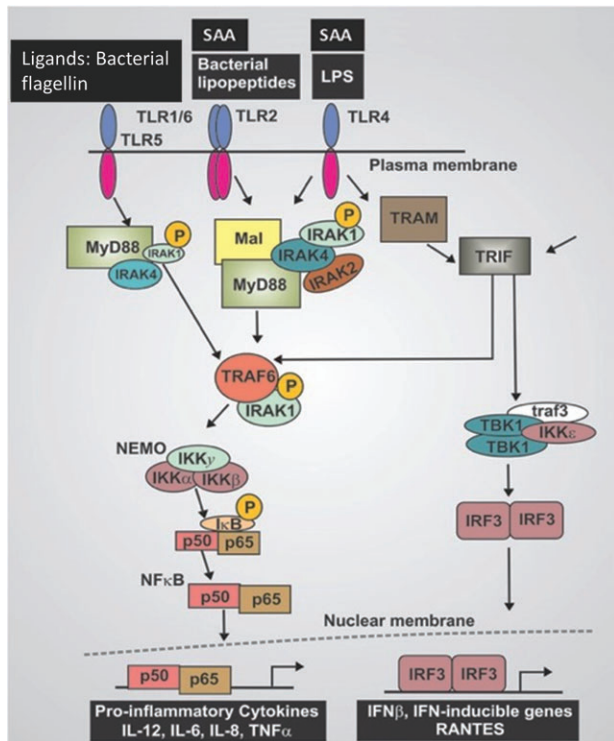 SAA
SAA
Ligands: Bacterial
flagellin
Bacterial
lipopeptides
LPS
TLR1/6
TLR2
TLR4
TLR5
Plasma membrane
P
P
MyD88
IRAK1
IRAK4
Mal
IRAK1
IRAK4
IRAK2
MyD88
TRAM
TRIF
TRAF6
P
IRAK1
traf3
TBK1
IKKε
TBK1
NEMO
IKKy
IKKα
IKKβ
P
IκB
p50
p65
IRF3
IRF3
NFκB
p50
p65
Nuclear membrane
p50
p65
IRF3
IRF3
Pro-inflammatory Cytokines
IL-12, IL-6, IL-8, TNFα
IFNβ, IFN-inducible genes
RANTES